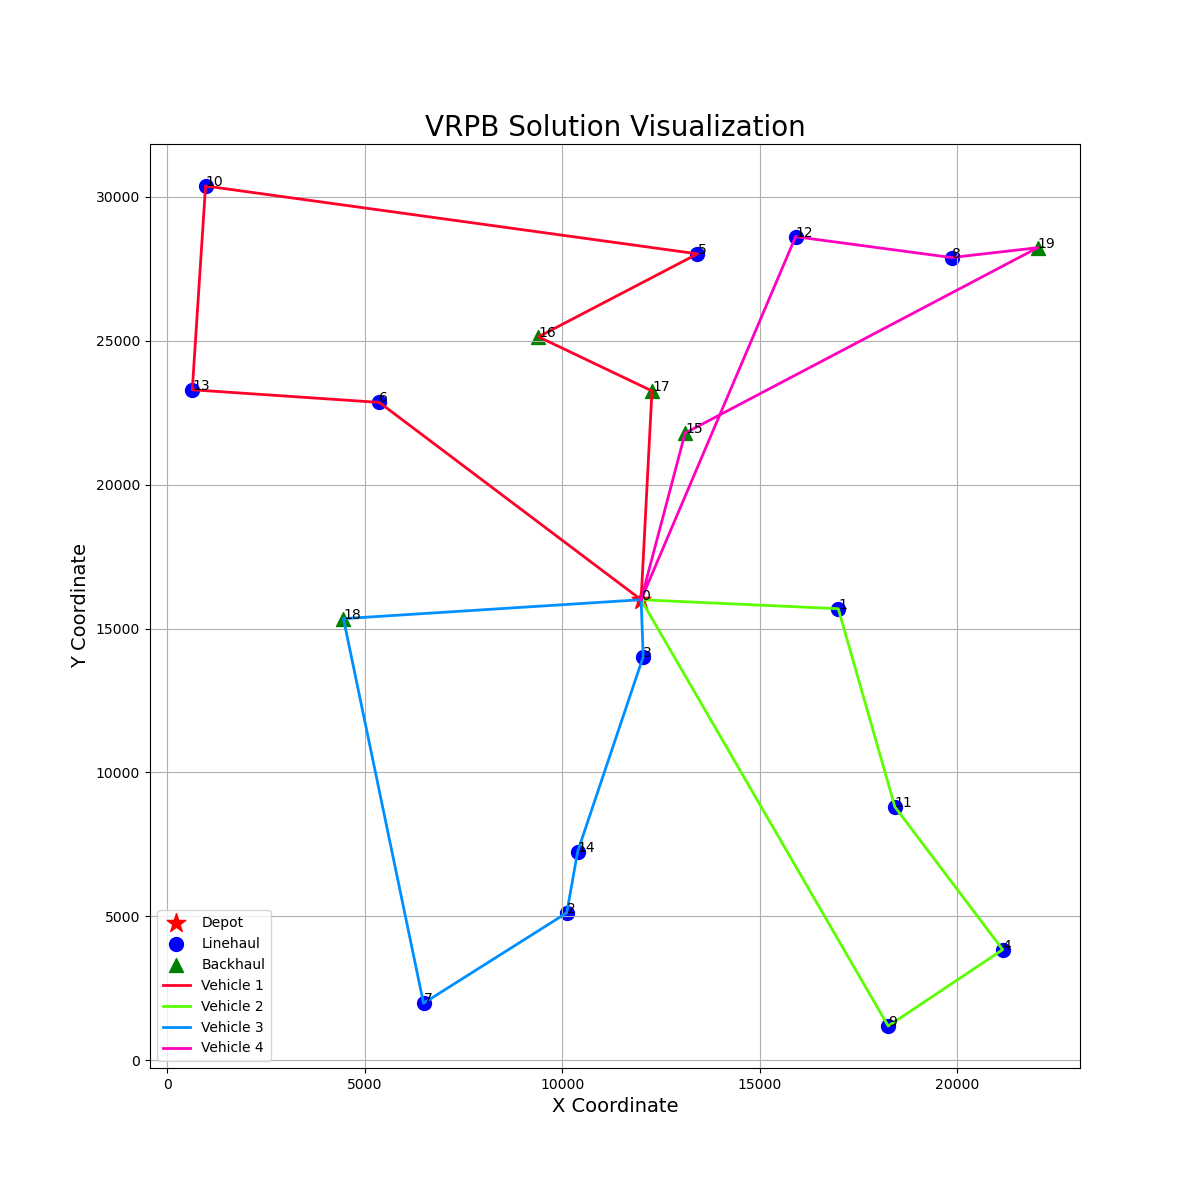 VRPB Solution Visualization
Y Coordinate
30000
25000
20000
15000
10000
5000
0
10
5
12
8
19
16
13
6
17
15
0
18
1
3
11
14
2
4
7
9
Depot
Linehaul
Backhaul
Vehicle 1
Vehicle 2
Vehicle 3
Vehicle 4
0 5000 10000 15000 20000
X Coordinate